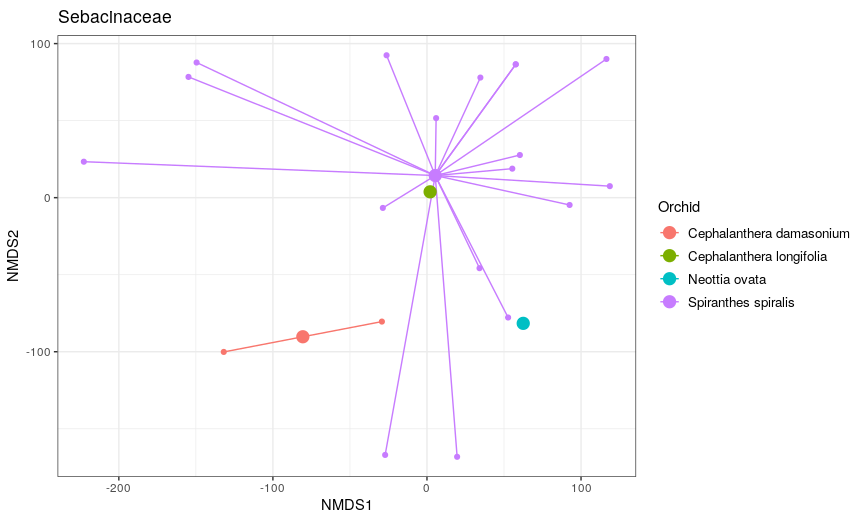 Sebacinaceae
100
0
-100
NMDS2
-200
-100
0
100
NMDS1
Orchid
Cephalanthera damasonium
Cephalanthera longifolia
Neottia ovata
Spiranthes spiralis